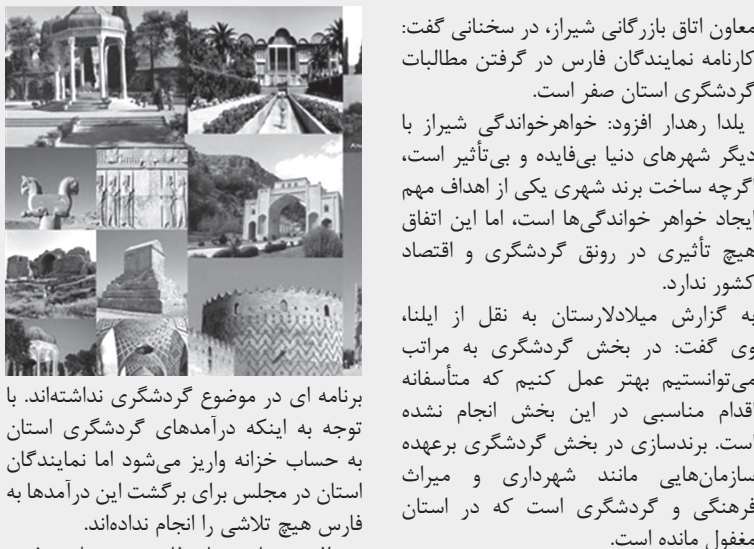 معاون اتاق بازرگانی شیراز، در سخنانی گفت:
کارنامه نمایندگان فارس در گرفتن مطالبات
گردشگری استان صفر است.
یلدا رهدار افزود: خواهرخواندگی شیراز با
دیگر شهرهای دنیا بی‌فایده و بی‌تأثیر است،
اگرچه ساخت برند شهری یکی از اهداف مهم
ایجاد خواهر خواندگی‌ها است، اما این اتفاق
هیچ تأثیری در رونق گردشگری و اقتصاد
کشور ندارد.
به گزارش میلادلارستان به نقل از ایلنا،
وی گفت: در بخش گردشگری به مراتب
می‌توانستیم بهتر عمل کنیم که متأسفانه
اقدام مناسبی در این بخش انجام نشده
است. برندسازی در بخش گردشگری برعهده
سازمان‌هایی مانند شهرداری و میراث
فرهنگی و گردشگری است که در استان
مغفول مانده است.
برنامه ای در موضوع گردشگری نداشته‌اند. با
توجه به اینکه درآمدهای گردشگری استان
به حساب خزانه واریز می‌شود اما نمایندگان
استان در مجلس برای برگشت این درآمدها به
فارس هیچ تلاشی را انجام نداده‌اند.